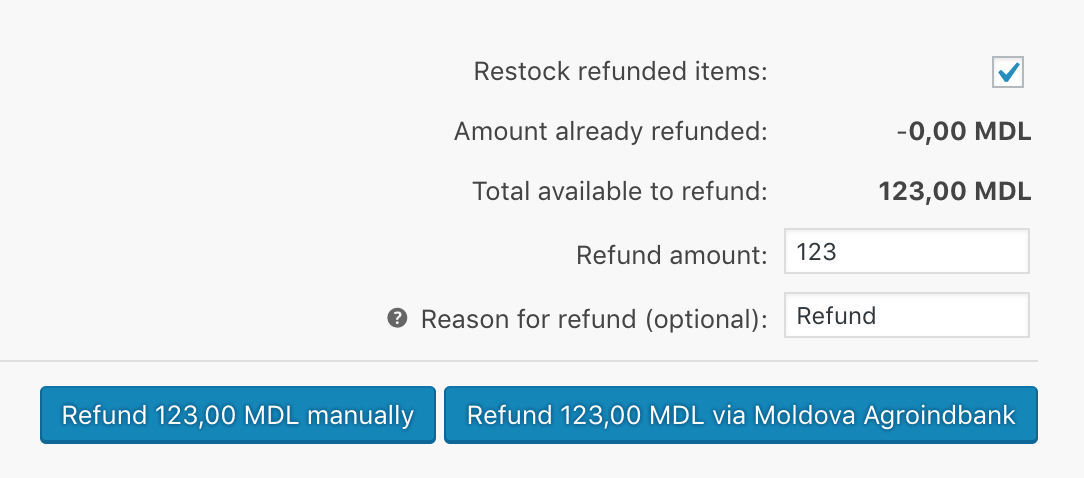 Restock refunded items:
Amount already refunded: -0,00 MDL
Total available to refund: 123,00 MDL
Refund amount: 123
? Reason for refund (optional): Refund
Refund 123,00 MDL manually Refund 123,00 MDL via Moldova Agroindbank